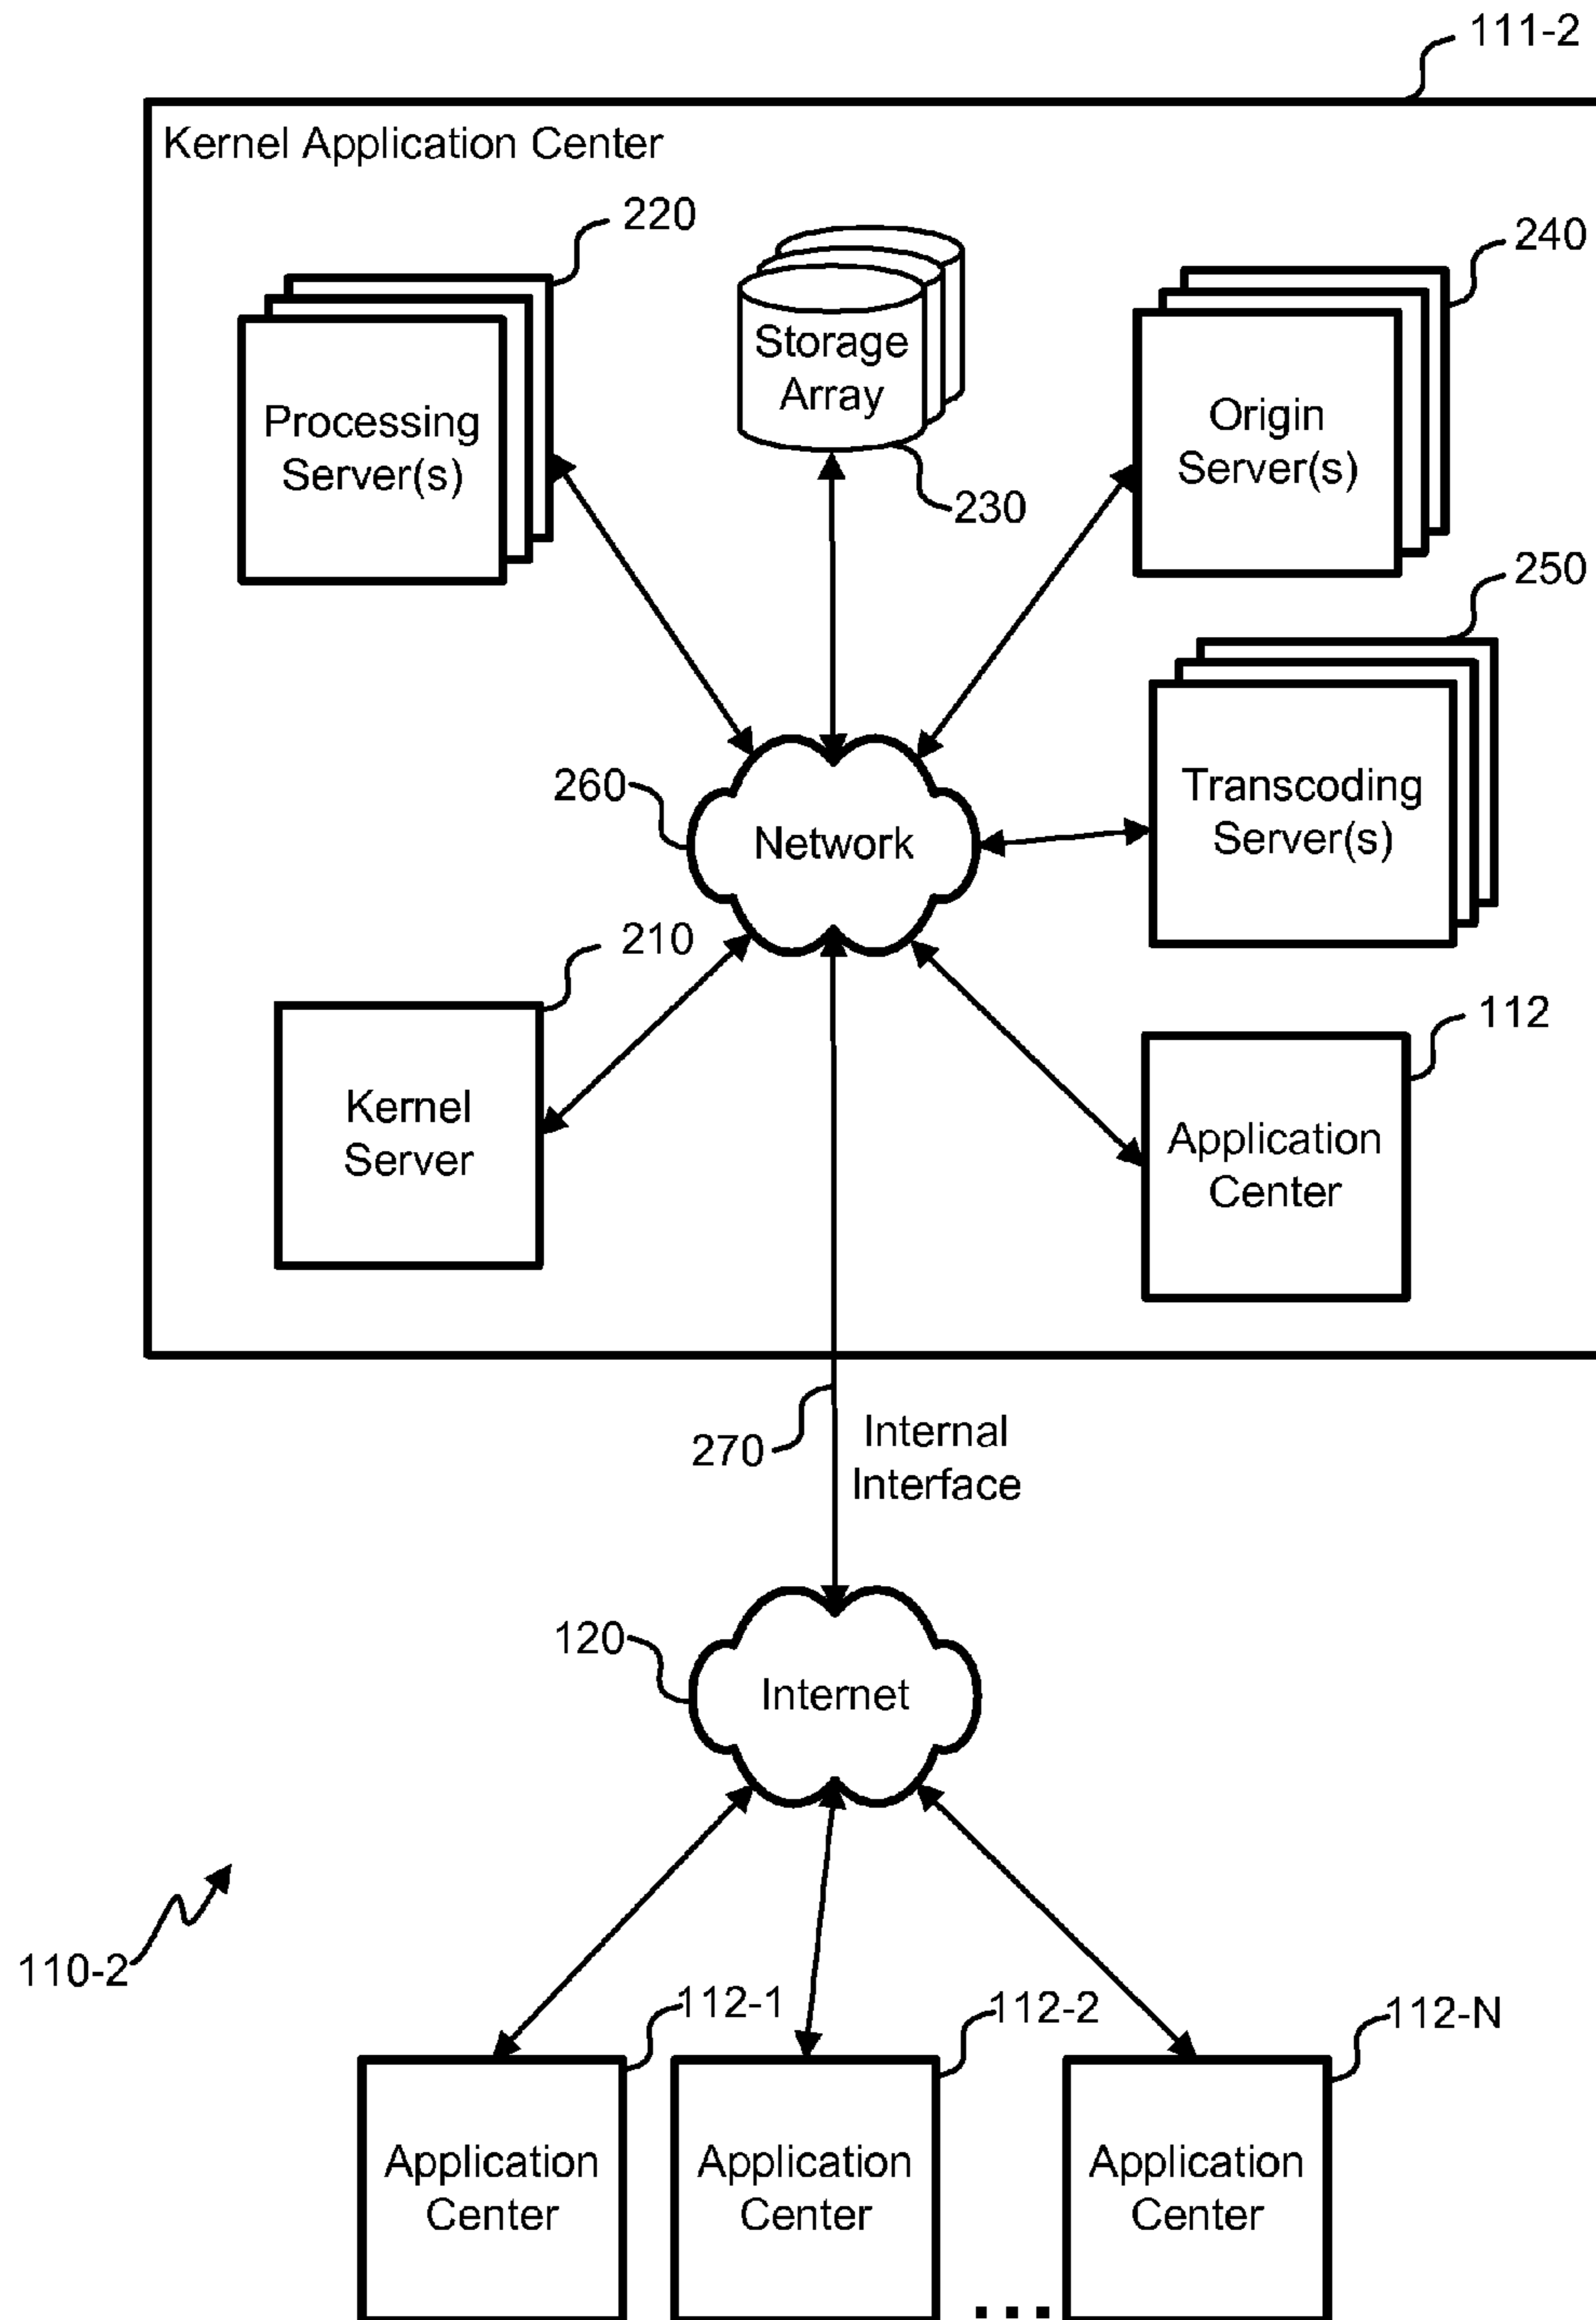 111-2
Kernel Application Center
220
240
Storage
Array
Processing
Server(s)
Origin
Server(s)
230
250
260
Network
Transcoding
Server(s)
210
112
Kernel
Server
Application
Center
270
Internal
Interface
120
Internet
110-2
112-1
112-2
112-N
Application
Center
Application
Center
...
Application
Center